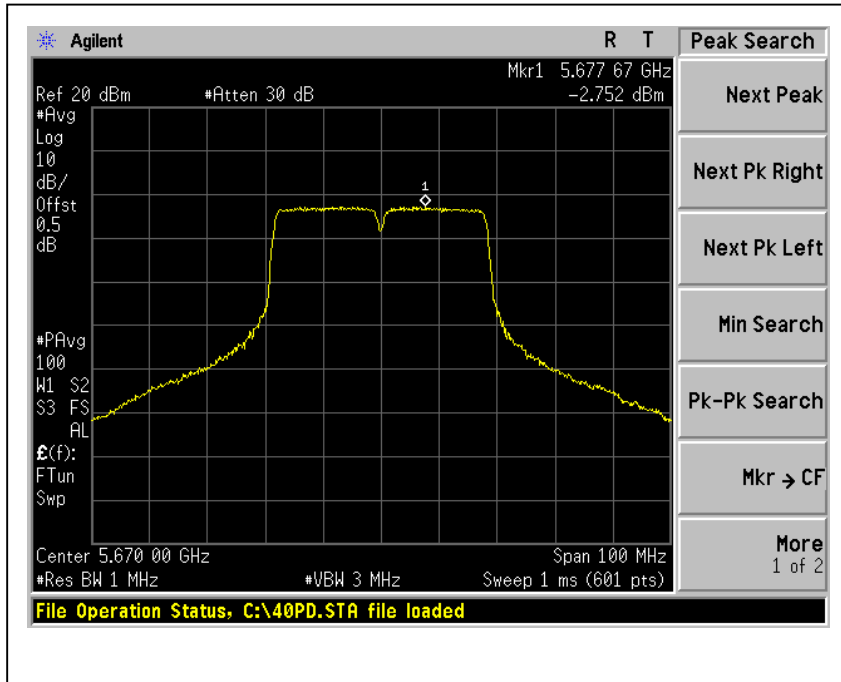 Agilent R T Peak Search
Mkr1 5.677 67 GHz
Ref 20 dBm #Atten 30 dB -2.752 dBm
#Avg
Log
10
dB/
Offst
0.5
dB
1
#PAvg
100
W1 S2
S3 FS
AL
£(f):
FTun
Swp
Center 5.670 00 GHz Span 100 MHz
#Res BW 1 MHz #VBW 3 MHz Sweep 1 ms (601 pts)
File Operation Status, C:\40PD.STA file loaded
Next Peak
Next Pk Right
Next Pk Left
Min Search
Pk-Pk Search
Mkr → CF
More
1 of 2